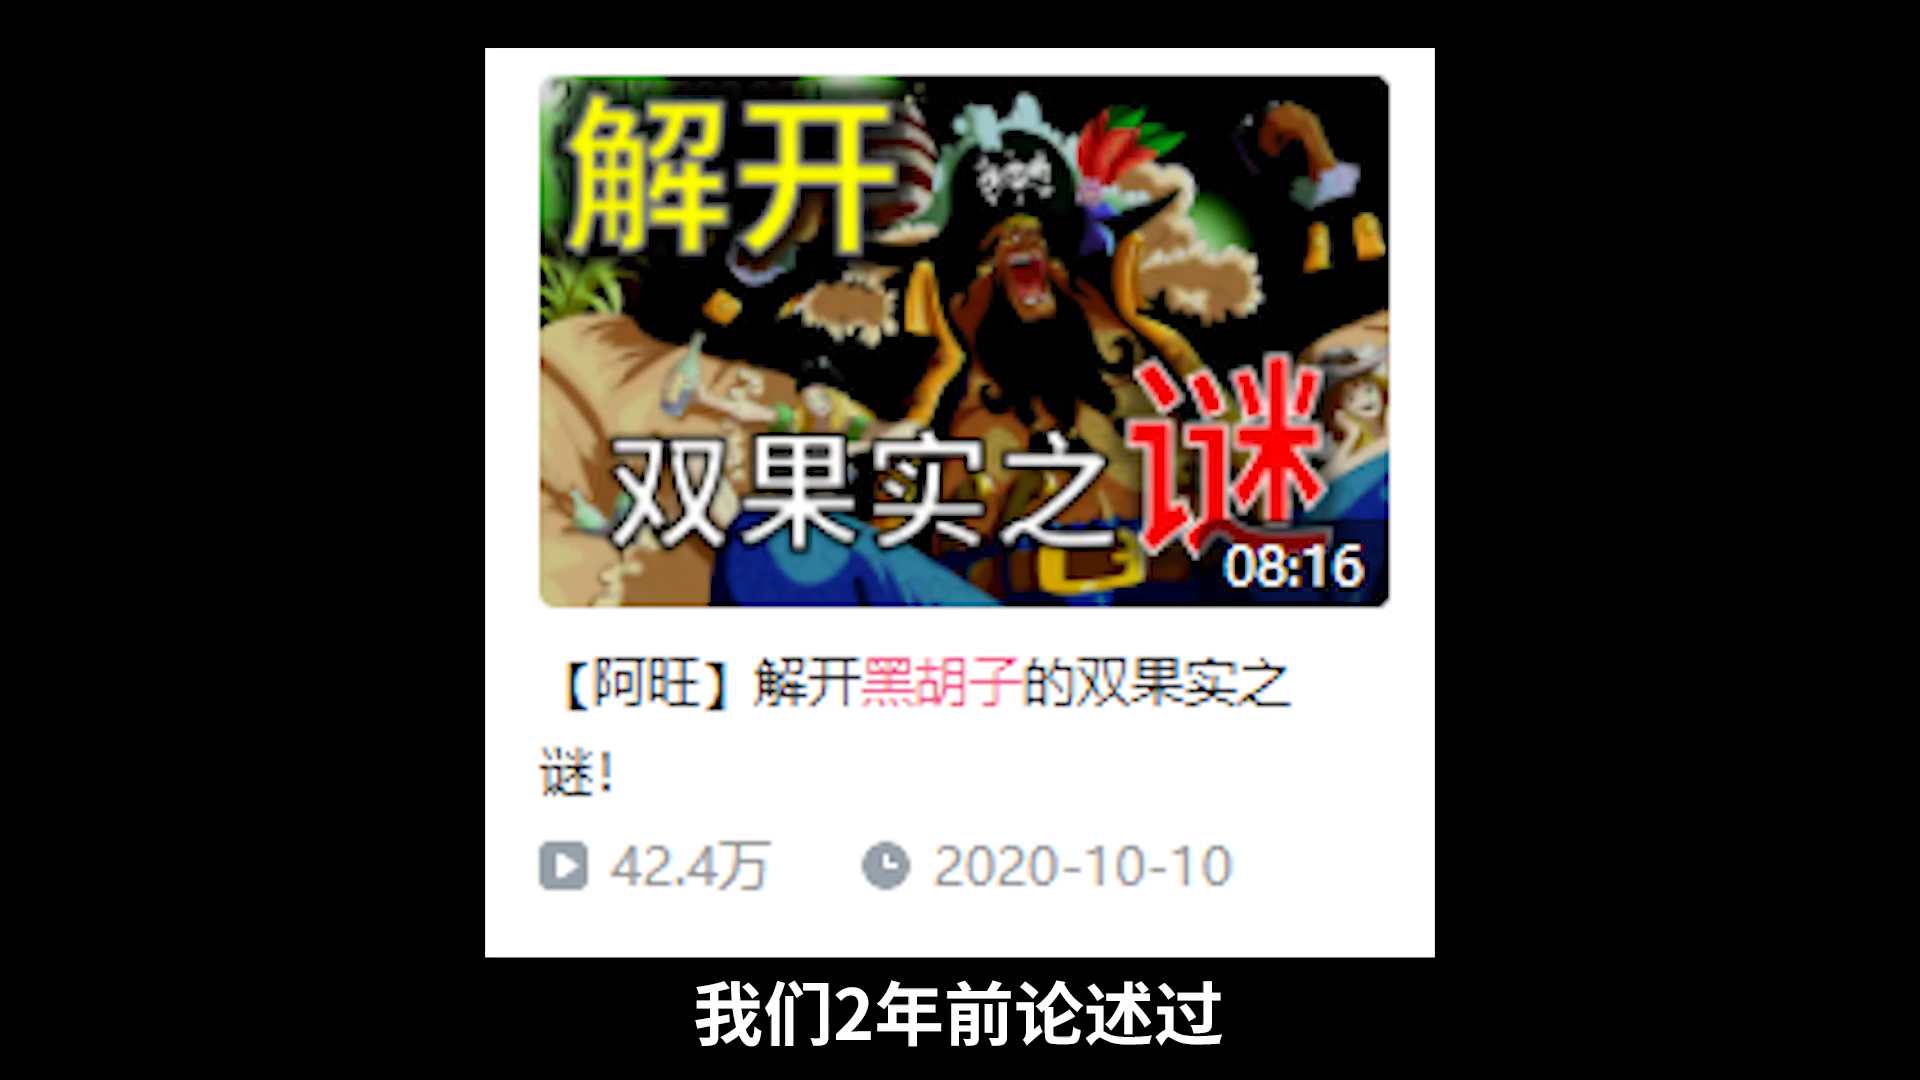 解开
双果实之谜
08:16
【阿旺】解开黑胡子的双果实之
谜!
42.4万 2020-10-10
我们2年前论述过